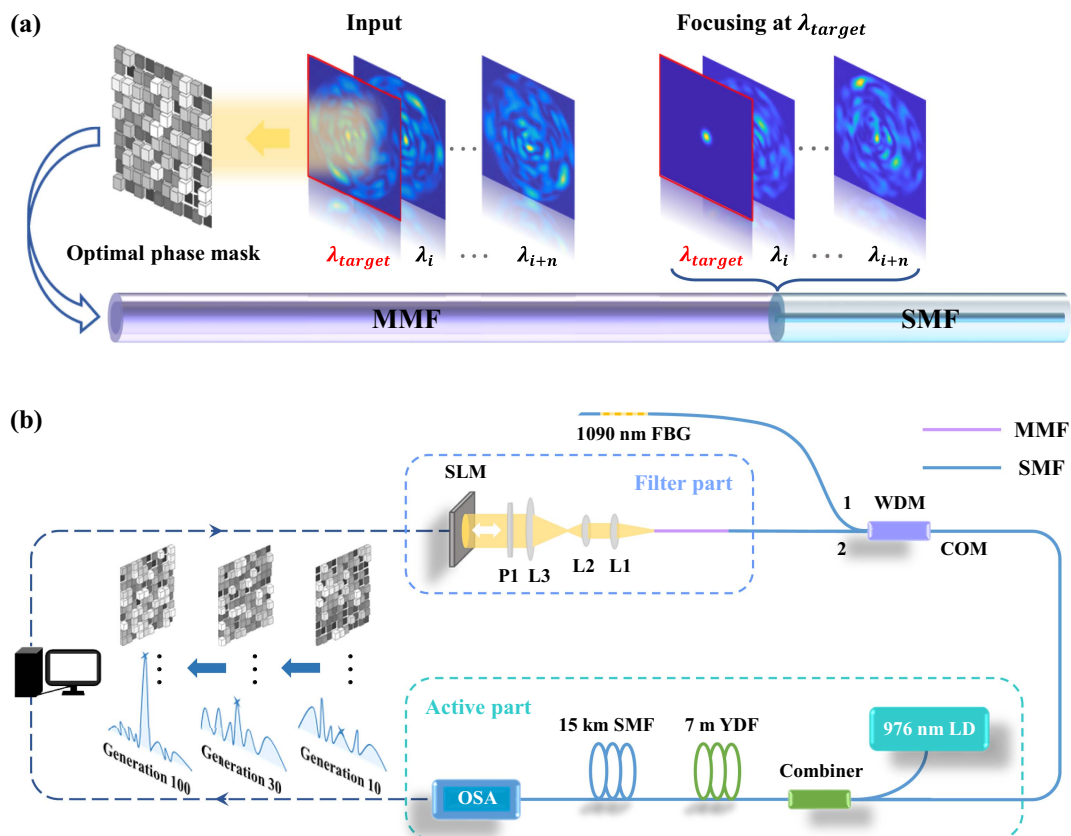 (a)
Input
Focusing at λtarget
Optimal phase mask
λtarget λi ... λi+n
λtarget λi ... λi+n
MMF
SMF
(b)
1090 nm FBG
MMF
SMF
SLM
Filter part
1
WDM
2
COM
P1 L3 L2 L1
Active part
15 km SMF
7 m YDF
976 nm LD
Combiner
OSA
Generation 100
Generation 30
Generation 10